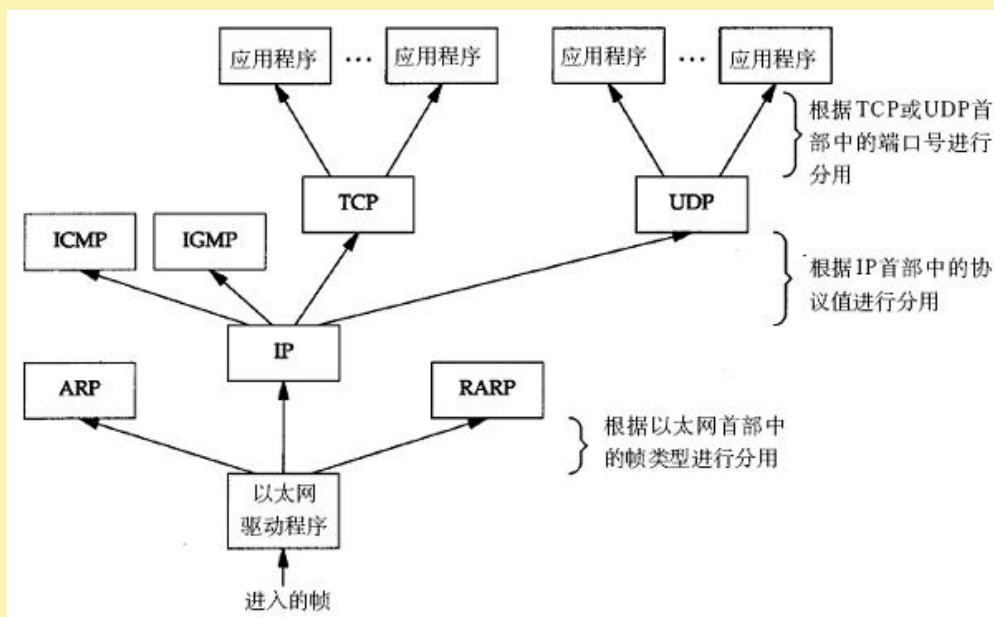 应用程序 … 应用程序 应用程序 … 应用程序
根据TCP或UDP首
部中的端口号进行
分用
TCP UDP
ICMP IGMP
根据IP首部中的协
议值进行分用
IP
ARP RARP
根据以太网首部中
的帧类型进行分用
以太网
驱动程序
进入的帧